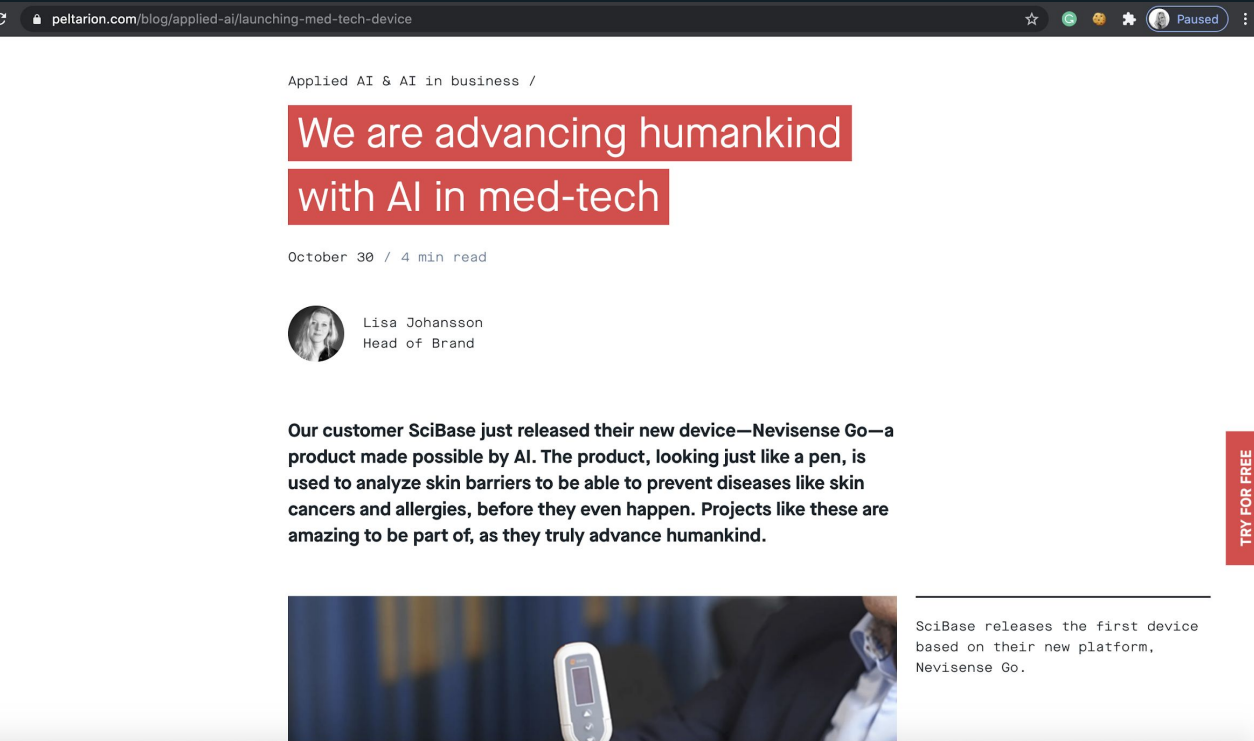 peltarion.com/blog/applied-ai/launching-med-tech-device
Paused
Applied AI & AI in business /
We are advancing humankind
with AI in med-tech
October 30 / 4 min read
Lisa Johansson
Head of Brand
Our customer SciBase just released their new device—Nevisense Go—a
product made possible by AI. The product, looking just like a pen, is
used to analyze skin barriers to be able to prevent diseases like skin
cancers and allergies, before they even happen. Projects like these are
amazing to be part of, as they truly advance humankind.
TRY FOR FREE
SciBase releases the first device
based on their new platform,
Nevisense Go.